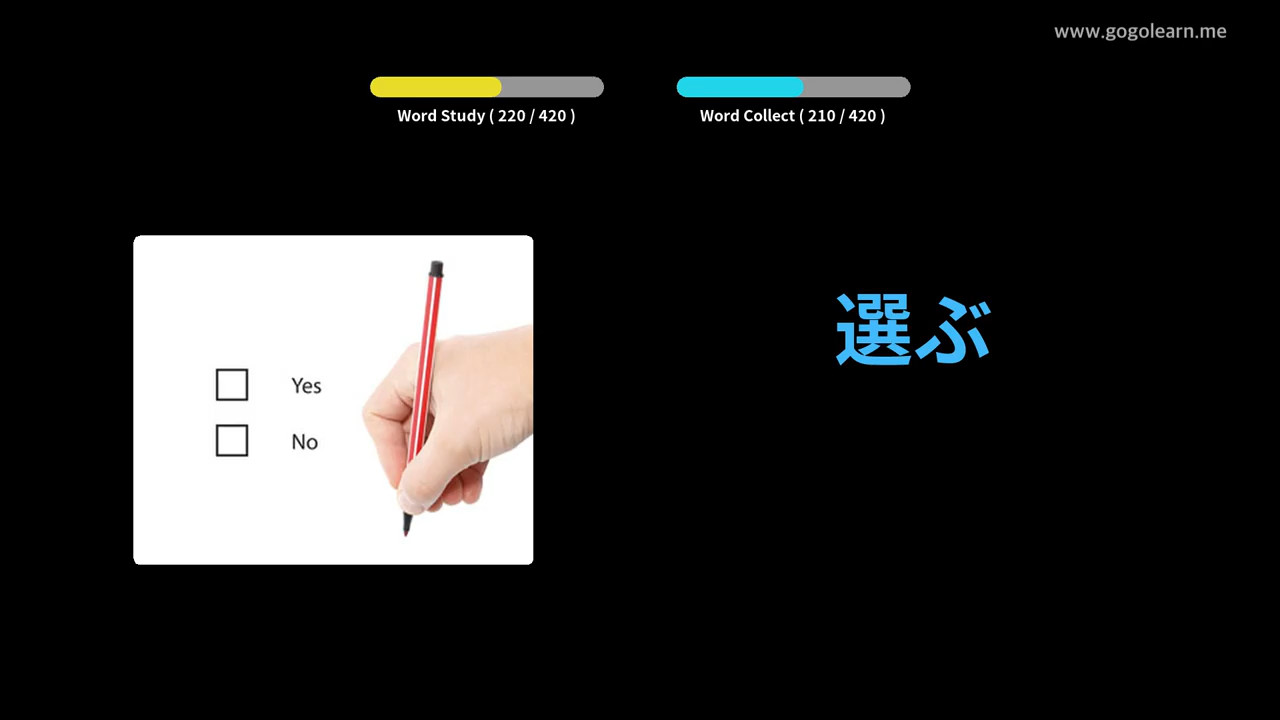 www.gogolearn.me
Word Study ( 220 / 420 )
Word Collect ( 210 / 420 )
選ぶ
Yes
No